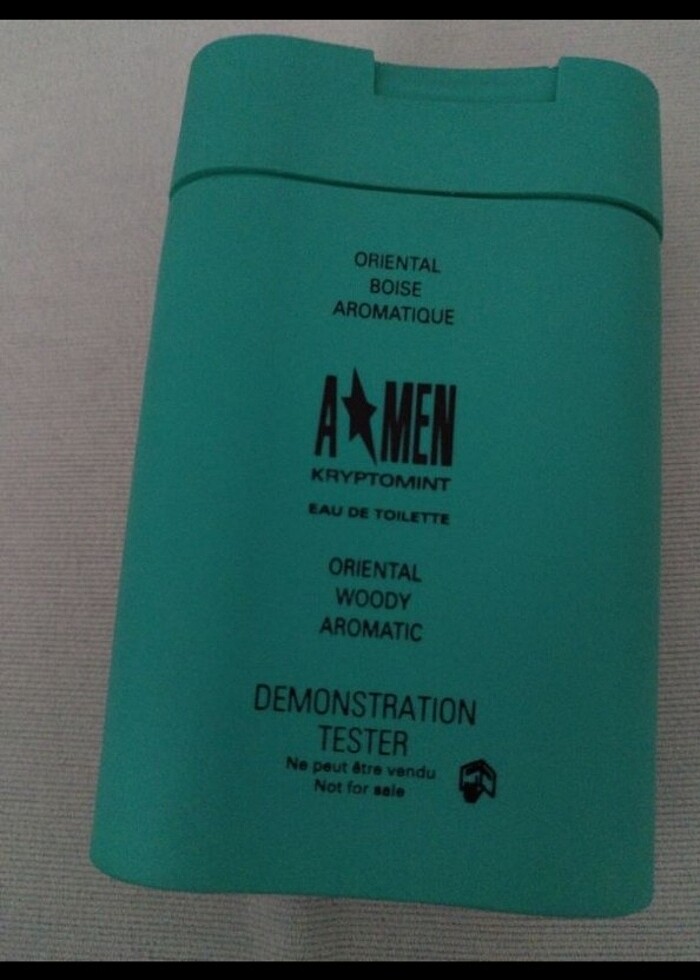 ORIENTAL
BOISE
AROMATIQUE
A★MEN
KRYPTOMINT
EAU DE TOILETTE
ORIENTAL
WOODY
AROMATIC
DEMONSTRATION
TESTER
Ne peut être vendu
Not for sale